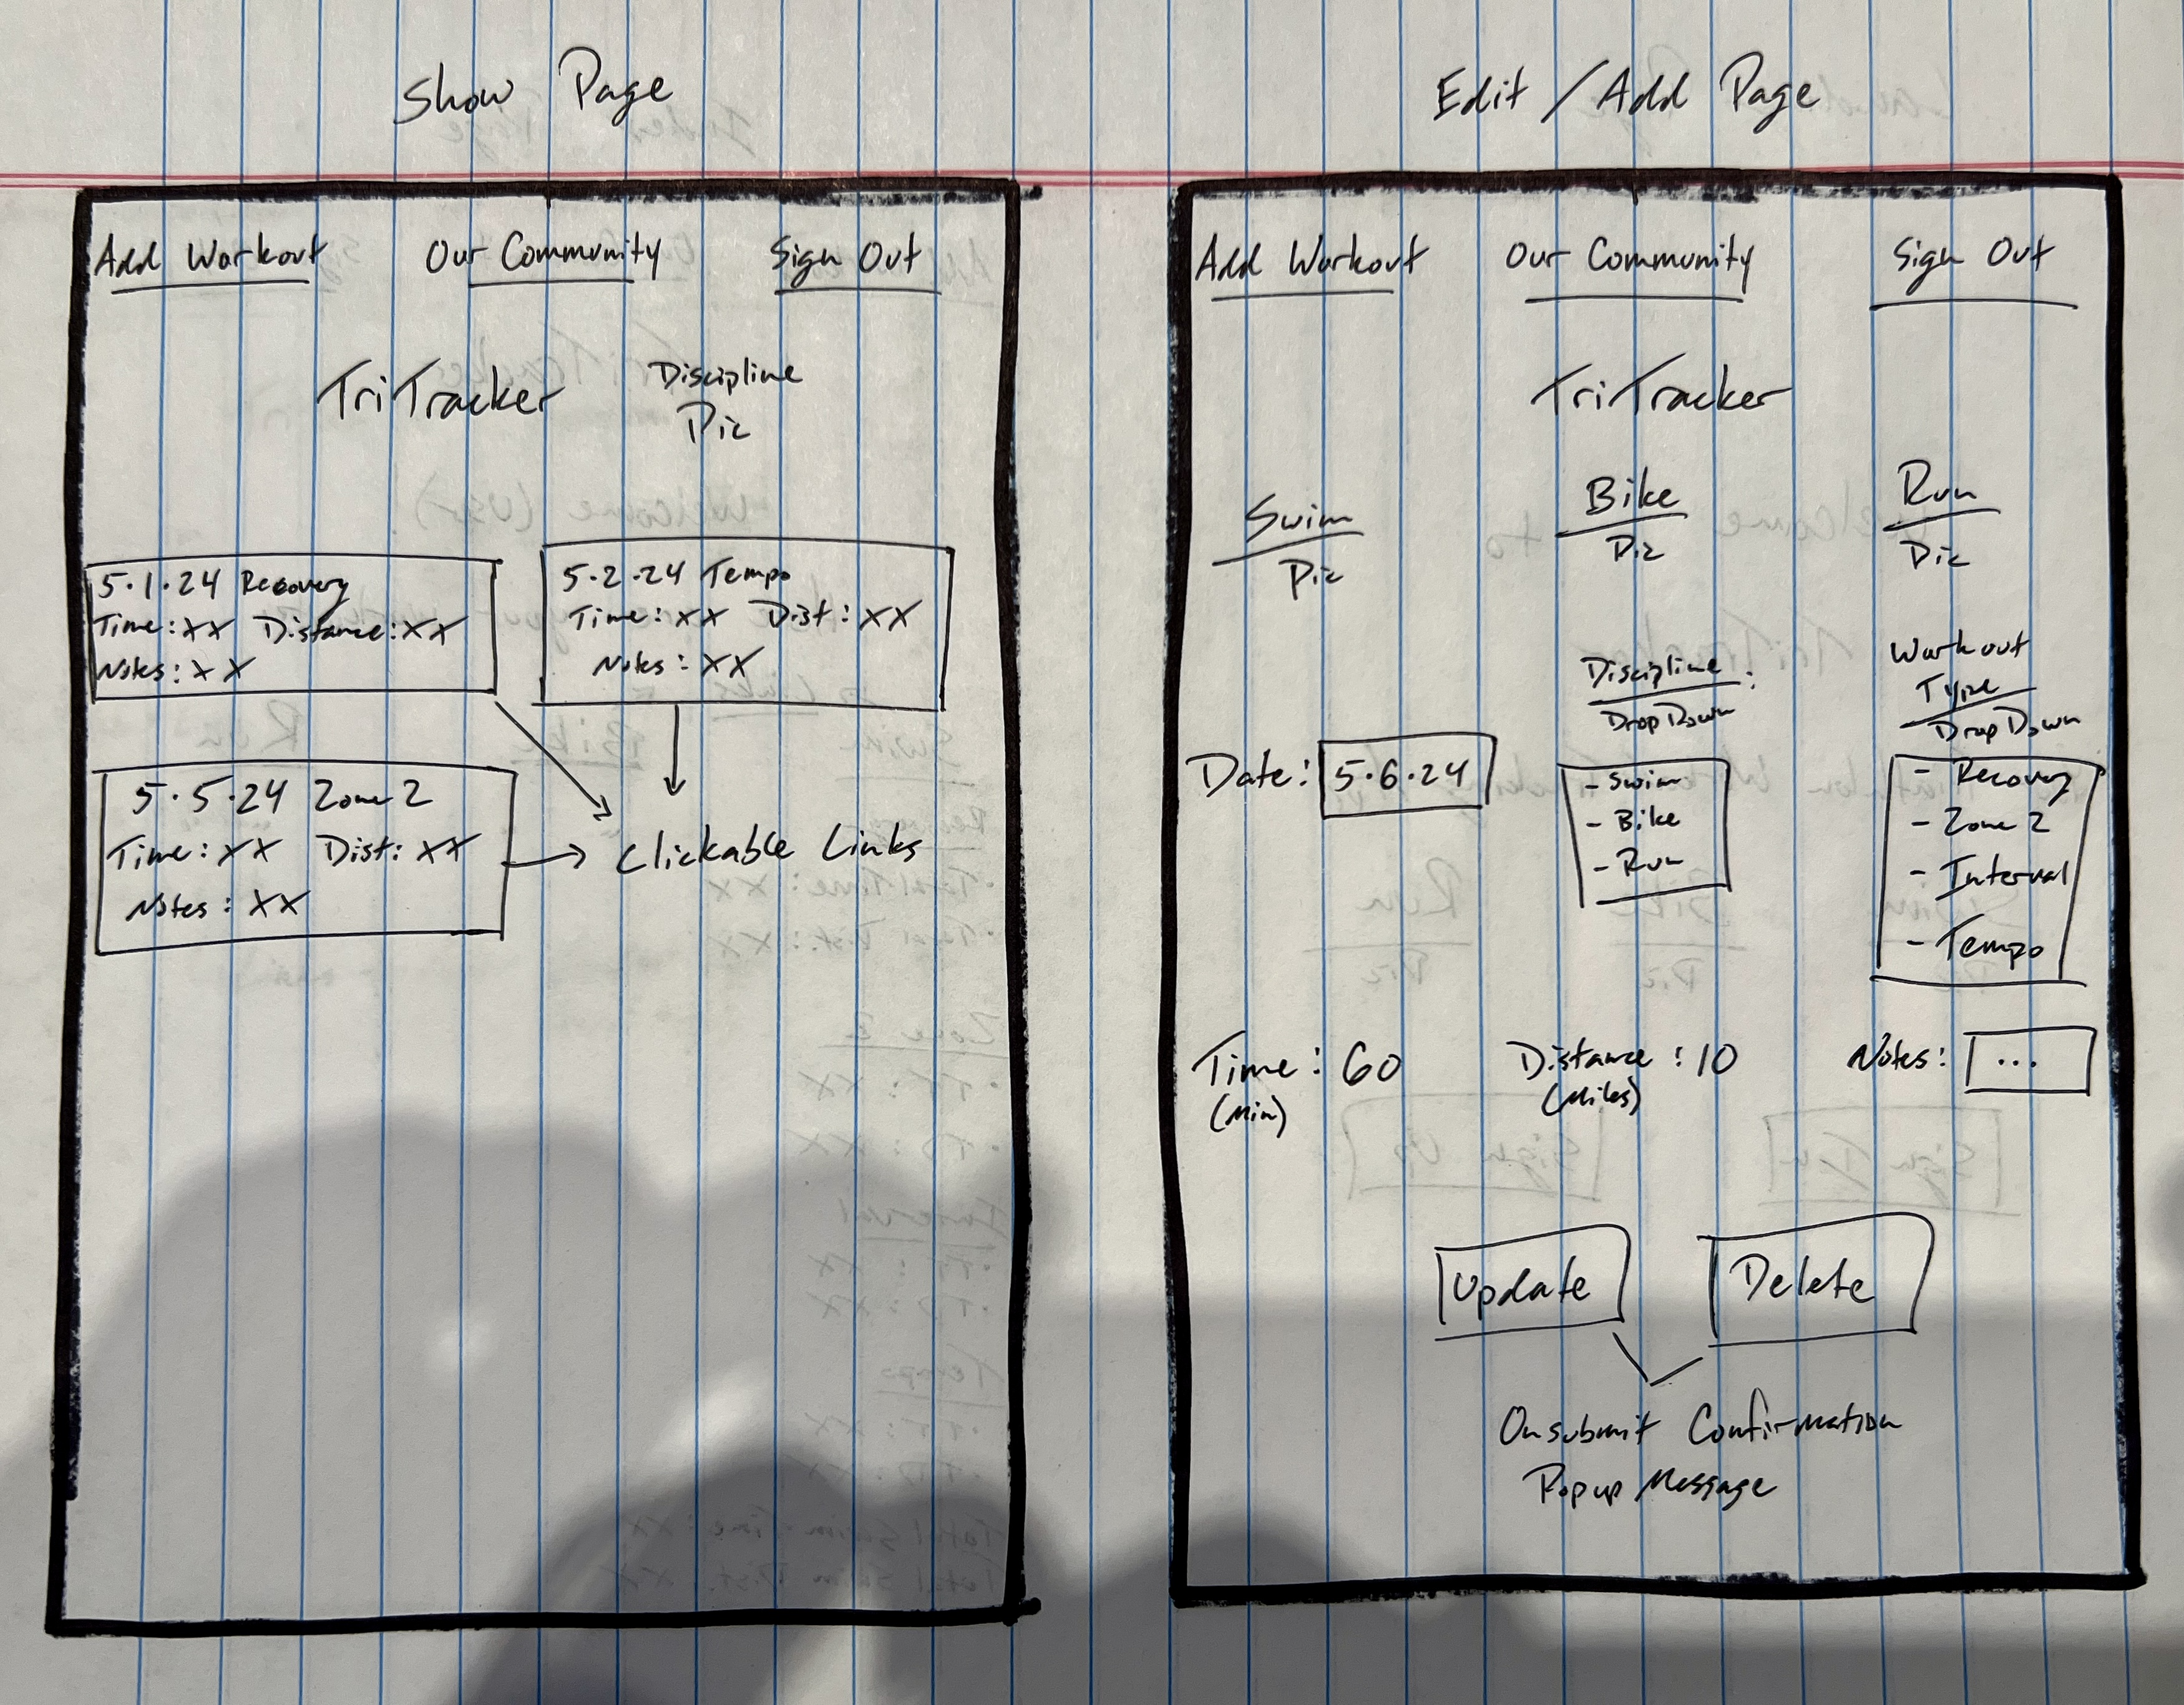 Show Page
Add Workout Our Community Sign Out
TriTracker Discipline
Pic
5.1.24 Recovery
Time: XX Distance: XX
Notes: XX
5.2.24 Tempo
Time: XX Dist: XX
Notes: XX
5.5.24 Zone 2
Time: XX Dist: XX
Notes: XX
Clickable Links
Edit / Add Page
Add Workout Our Community Sign Out
TriTracker
Swim
Pic
Bike
Pic
Run
Pic
Date: 5.6.24
Discipline:
DropDown
- Swim
- Bike
- Run
Workout
Type
DropDown
- Recovery
- Zone 2
- Interval
- Tempo
Time: 60
(Min)
Distance: 10
(Miles)
Notes: ...
Update Delete
Onsubmit Confirmation
Popup Message